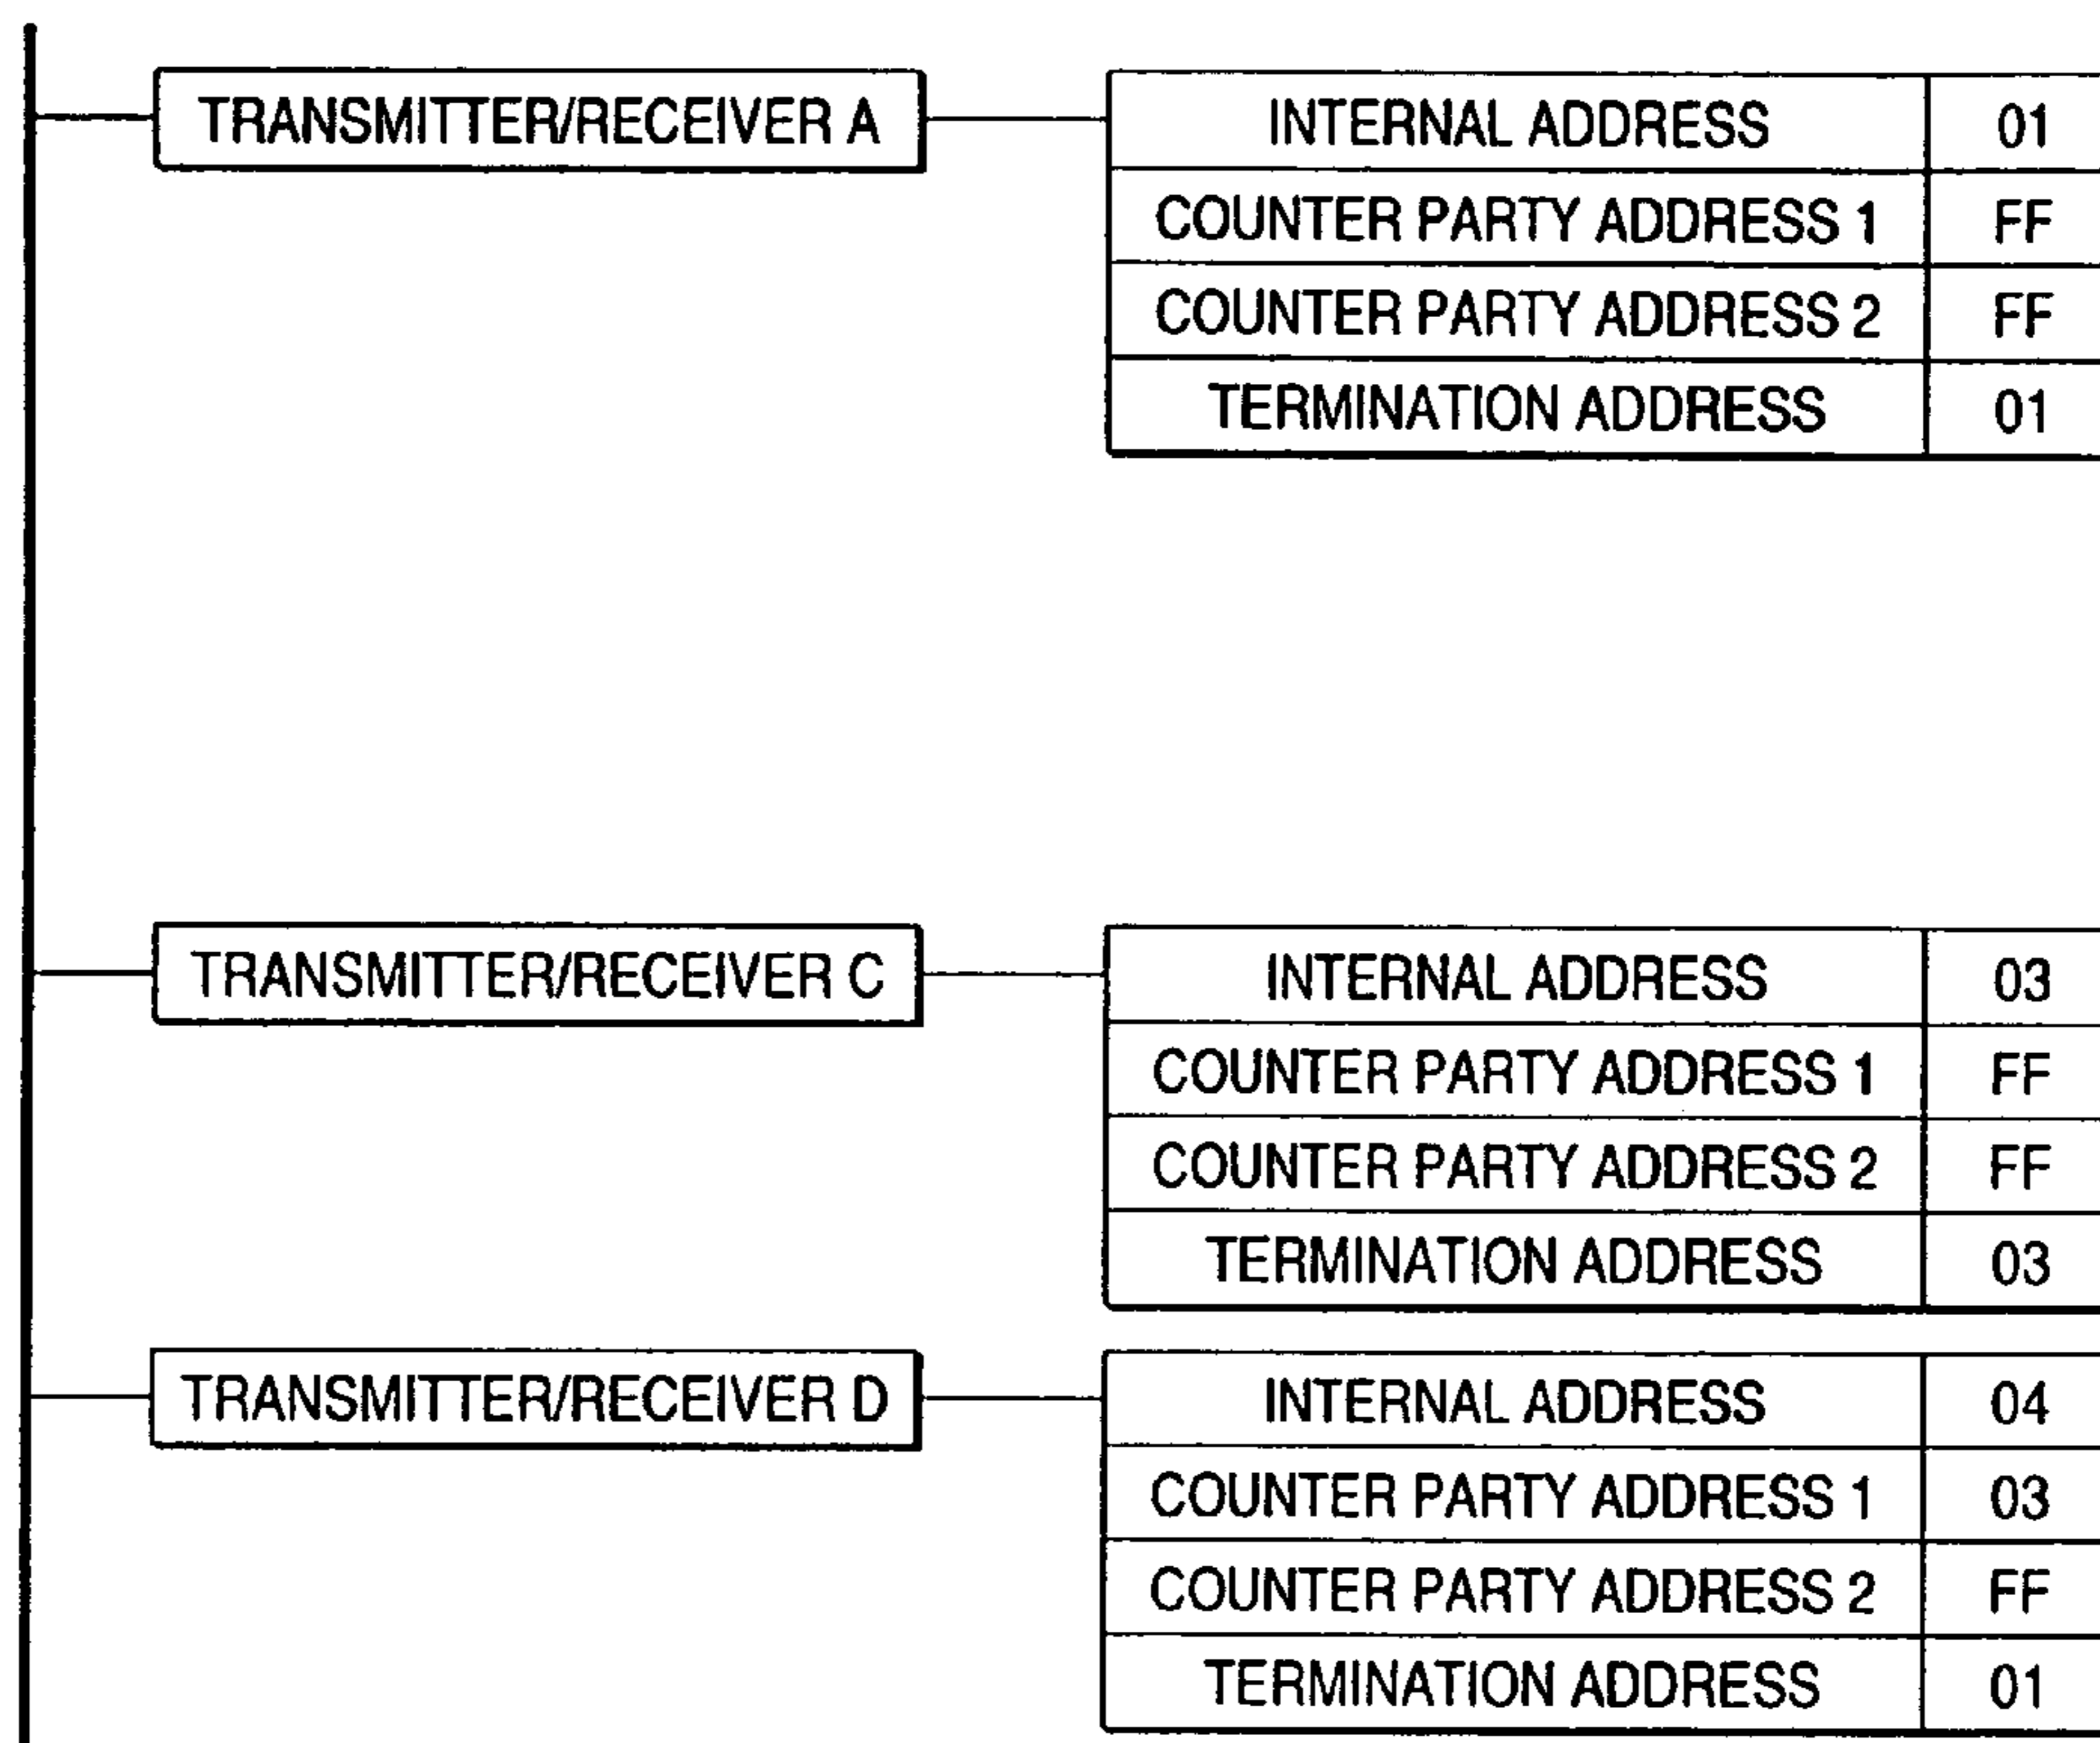 TRANSMITTER/RECEIVER A
INTERNAL ADDRESS 01
COUNTER PARTY ADDRESS 1 FF
COUNTER PARTY ADDRESS 2 FF
TERMINATION ADDRESS 01
TRANSMITTER/RECEIVER C
INTERNAL ADDRESS 03
COUNTER PARTY ADDRESS 1 FF
COUNTER PARTY ADDRESS 2 FF
TERMINATION ADDRESS 03
TRANSMITTER/RECEIVER D
INTERNAL ADDRESS 04
COUNTER PARTY ADDRESS 1 03
COUNTER PARTY ADDRESS 2 FF
TERMINATION ADDRESS 01